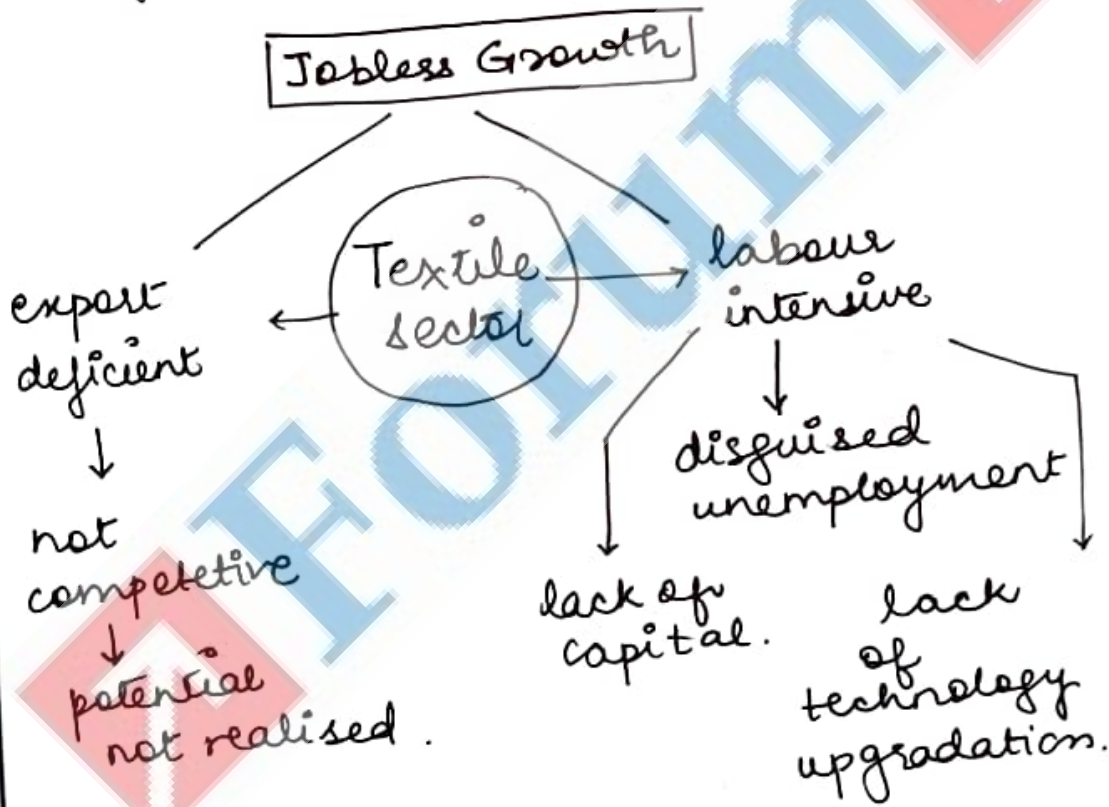 Jobless Growth
Textile
sector
export
deficient
not
competetive
potential
not realised.
labour
intensive
disguised
unemployment
lack of
capital.
lack
of
technology
upgradation.
Forum